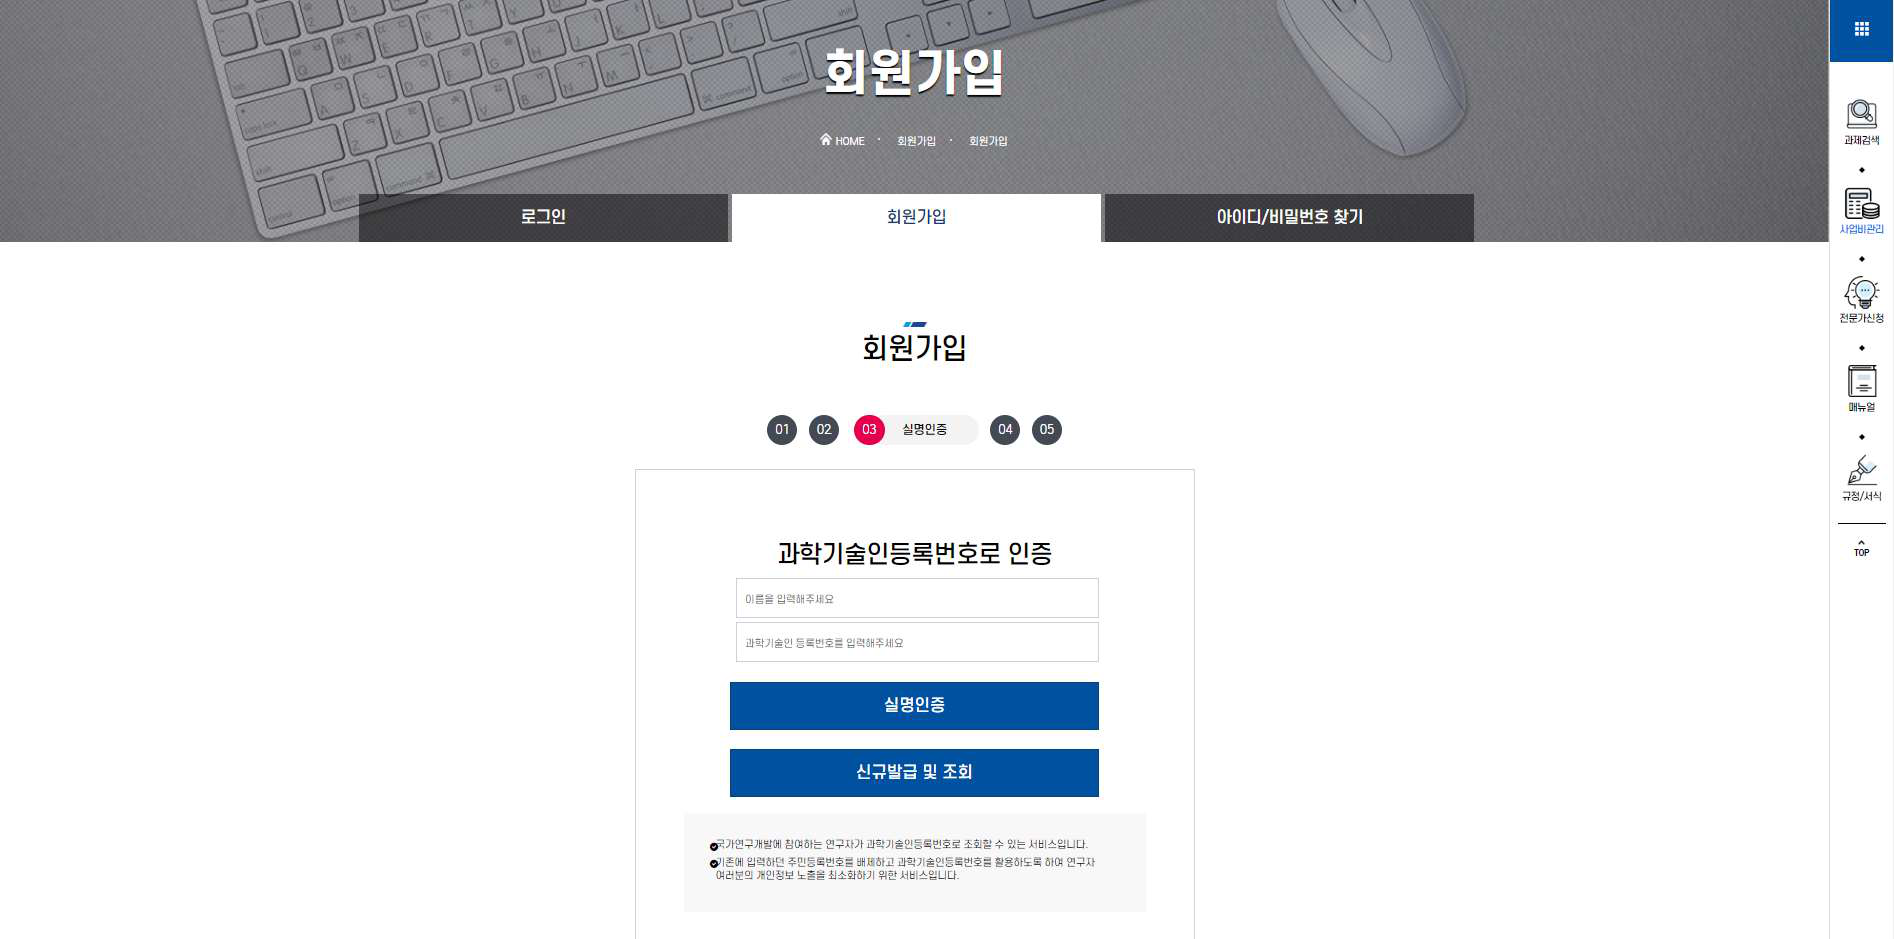 회원가입
HOME · 회원가입 · 회원가입
로그인
회원가입
아이디/비밀번호 찾기
회원가입
01
02
03 실명인증
04
05
과학기술인등록번호로 인증
이름을 입력해주세요
과학기술인 등록번호를 입력해주세요
실명인증
신규발급 및 조회
국가연구개발에 참여하는 연구자가 과학기술인등록번호로 조회할 수 있는 서비스입니다.
기존에 입력하던 주민등록번호를 배제하고 과학기술인등록번호를 활용하도록 하여 연구자
여러분의 개인정보 노출을 최소화하기 위한 서비스입니다.
과제검색
사업비관리
전문가신청
매뉴얼
규정/서식
TOP